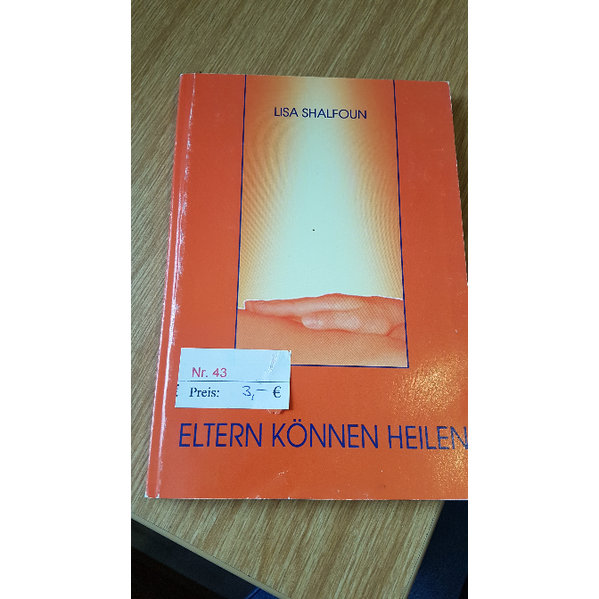 LISA SHALFOUN
Nr. 43
Preis: 3,– €
ELTERN KÖNNEN HEILEN